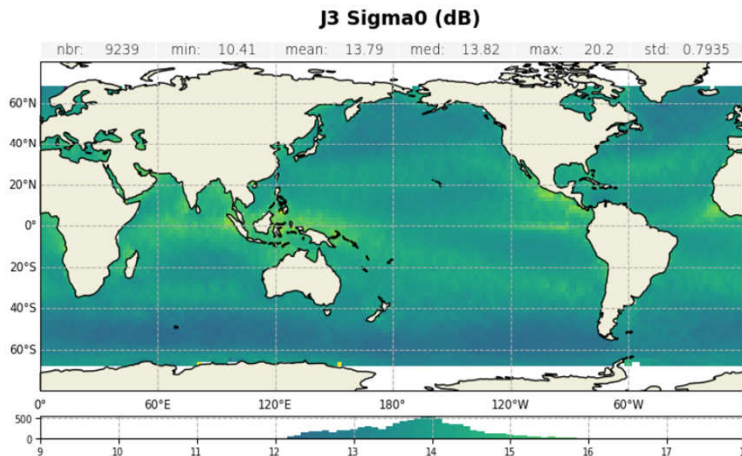 J3 Sigma0 (dB)
nbr: 9239 min: 10.41 mean: 13.79 med: 13.82 max: 20.2 std: 0.7935
60°N
40°N
20°N
0°
20°S
40°S
60°S
0° 60°E 120°E 180° 120°W 60°W
500
0
9 10 11 12 13 14 15 16 17